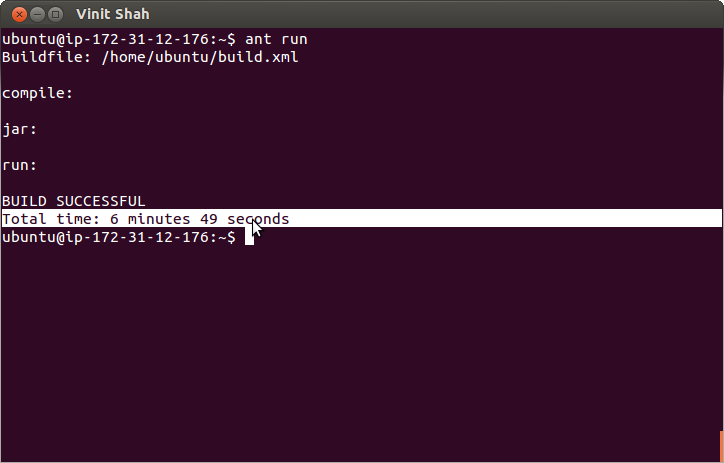 Vinit Shah
ubuntu@ip-172-31-12-176:~$ ant run
Buildfile: /home/ubuntu/build.xml
compile:
jar:
run:
BUILD SUCCESSFUL
Total time: 6 minutes 49 seconds
ubuntu@ip-172-31-12-176:~$